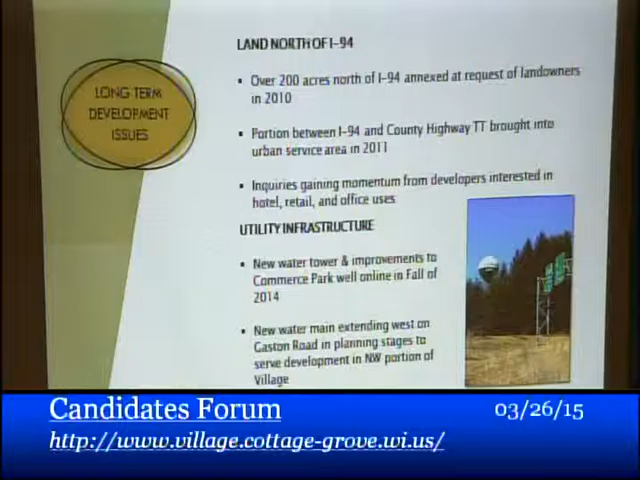 LONG TERM
DEVELOPMENT
ISSUES
LAND NORTH OF I-94
• Over 200 acres north of I-94 annexed at request of landowners
in 2010
• Portion between I-94 and County Highway TT brought into
urban service area in 2011
• Inquiries gaining momentum from developers interested in
hotel, retail, and office uses
UTILITY INFRASTRUCTURE
• New water tower & improvements to
Commerce Park well online in Fall of
2014
• New water main extending west on
Gaston Road in planning stages to
serve development in NW portion of
Village
Candidates Forum 03/26/15
http://www.village.cottage-grove.wi.us/